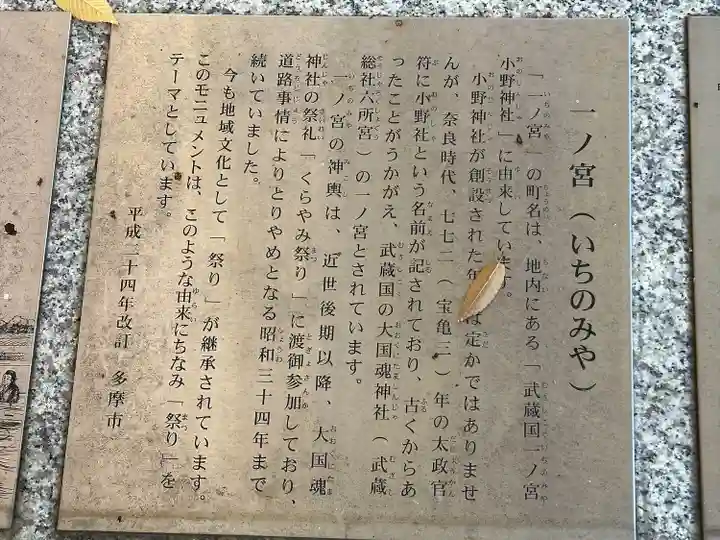 一ノ宮（いちのみや）
「一ノ宮」の町名は、地内にある「武蔵国一ノ宮
小野神社」に由来しています。
小野神社が創設された年は定かではありませ
んが、奈良時代、七七二（宝亀三）年の太政官
符に小野社という名前が記されており、古くからあ
ったことがうかがえ、武蔵国の大国魂神社（武蔵
総社六所宮）の一ノ宮とされています。
一ノ宮の神輿は、近世後期以降、大国魂
神社の祭礼「くらやみ祭り」に渡御参加しており、
道路事情によりとりやめとなる昭和三十四年まで
続いていました。
今も地域文化として「祭り」が継承されています。
このモニュメントは、このような由来にちなみ「祭り」を
テーマとしています。
平成二十四年改訂 多摩市